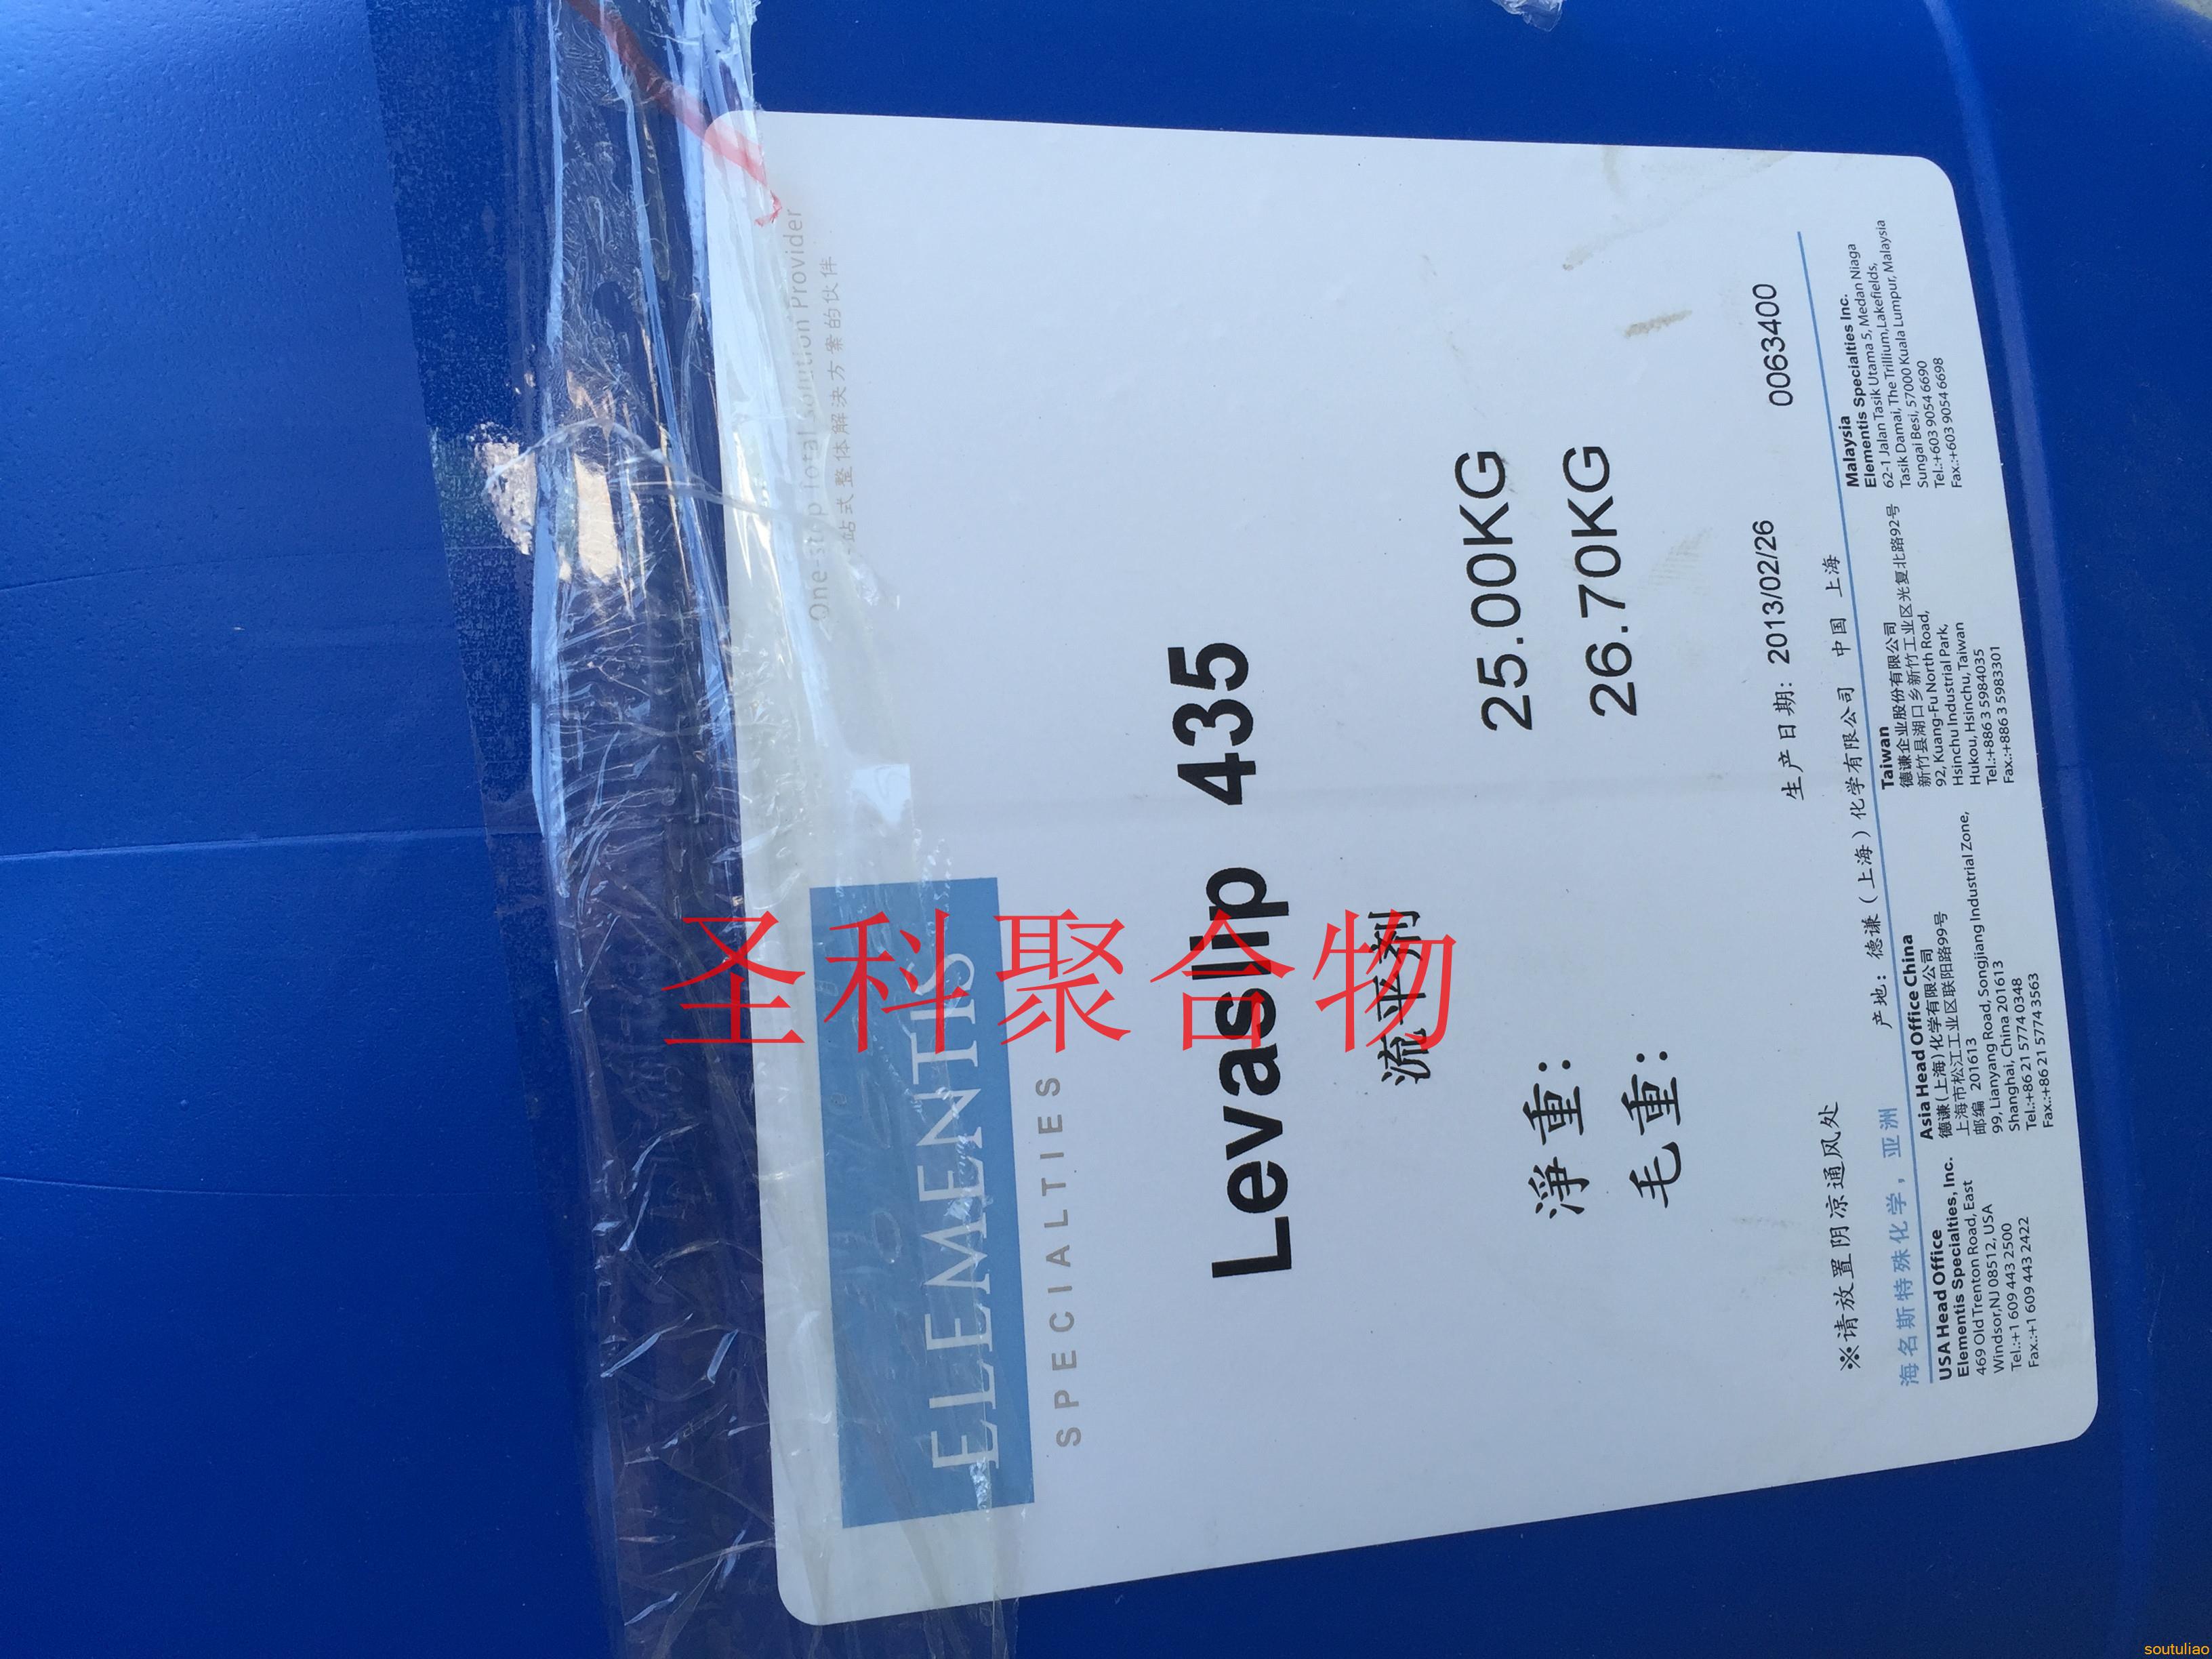 One-stop Total Solution Provider
一站式整体解决方案的伙伴
ELEMENTIS
SPECIALTIES
Levaslip 435
流平剂
淨重: 25.00KG
毛重: 26.70KG
生产日期: 2013/02/26 0063400
※请放置阴凉通风处
产地: 德谦(上海)化学有限公司 中国 上海
海名斯特殊化学,亚洲
USA Head Office
Elementis Specialties, Inc.
469 Old Trenton Road, East
Windsor, NJ 08512, USA
Tel.:+1 609 443 2500
Fax.:+1 609 443 2422
Asia Head Office China
德谦(上海)化学有限公司
上海市松江工业区联阳路99号
邮编 201613
99, Lianyang Road, Songjiang Industrial Zone,
Shanghai, China 201613
Tel.:+86 21 5774 0348
Fax.:+86 21 5774 3563
Taiwan
德谦企业股份有限公司
新竹县湖口乡新竹工业区光复北路92号
92, Kuang-Fu North Road,
Hsinchu Industrial Park,
Hukou, Hsinchu, Taiwan
Tel.:+886 3 5984035
Fax.:+886 3 5983301
Malaysia
Elementis Specialties Inc.
62-1 Jalan Tasik Utama 5, Medan Niaga
Tasik Damai, The Trillium, Lakefields,
Sungai Besi, 57000 Kuala Lumpur, Malaysia
Tel.:+603 9054 6690
Fax.:+603 9054 6698
圣科聚合物
soutuliao